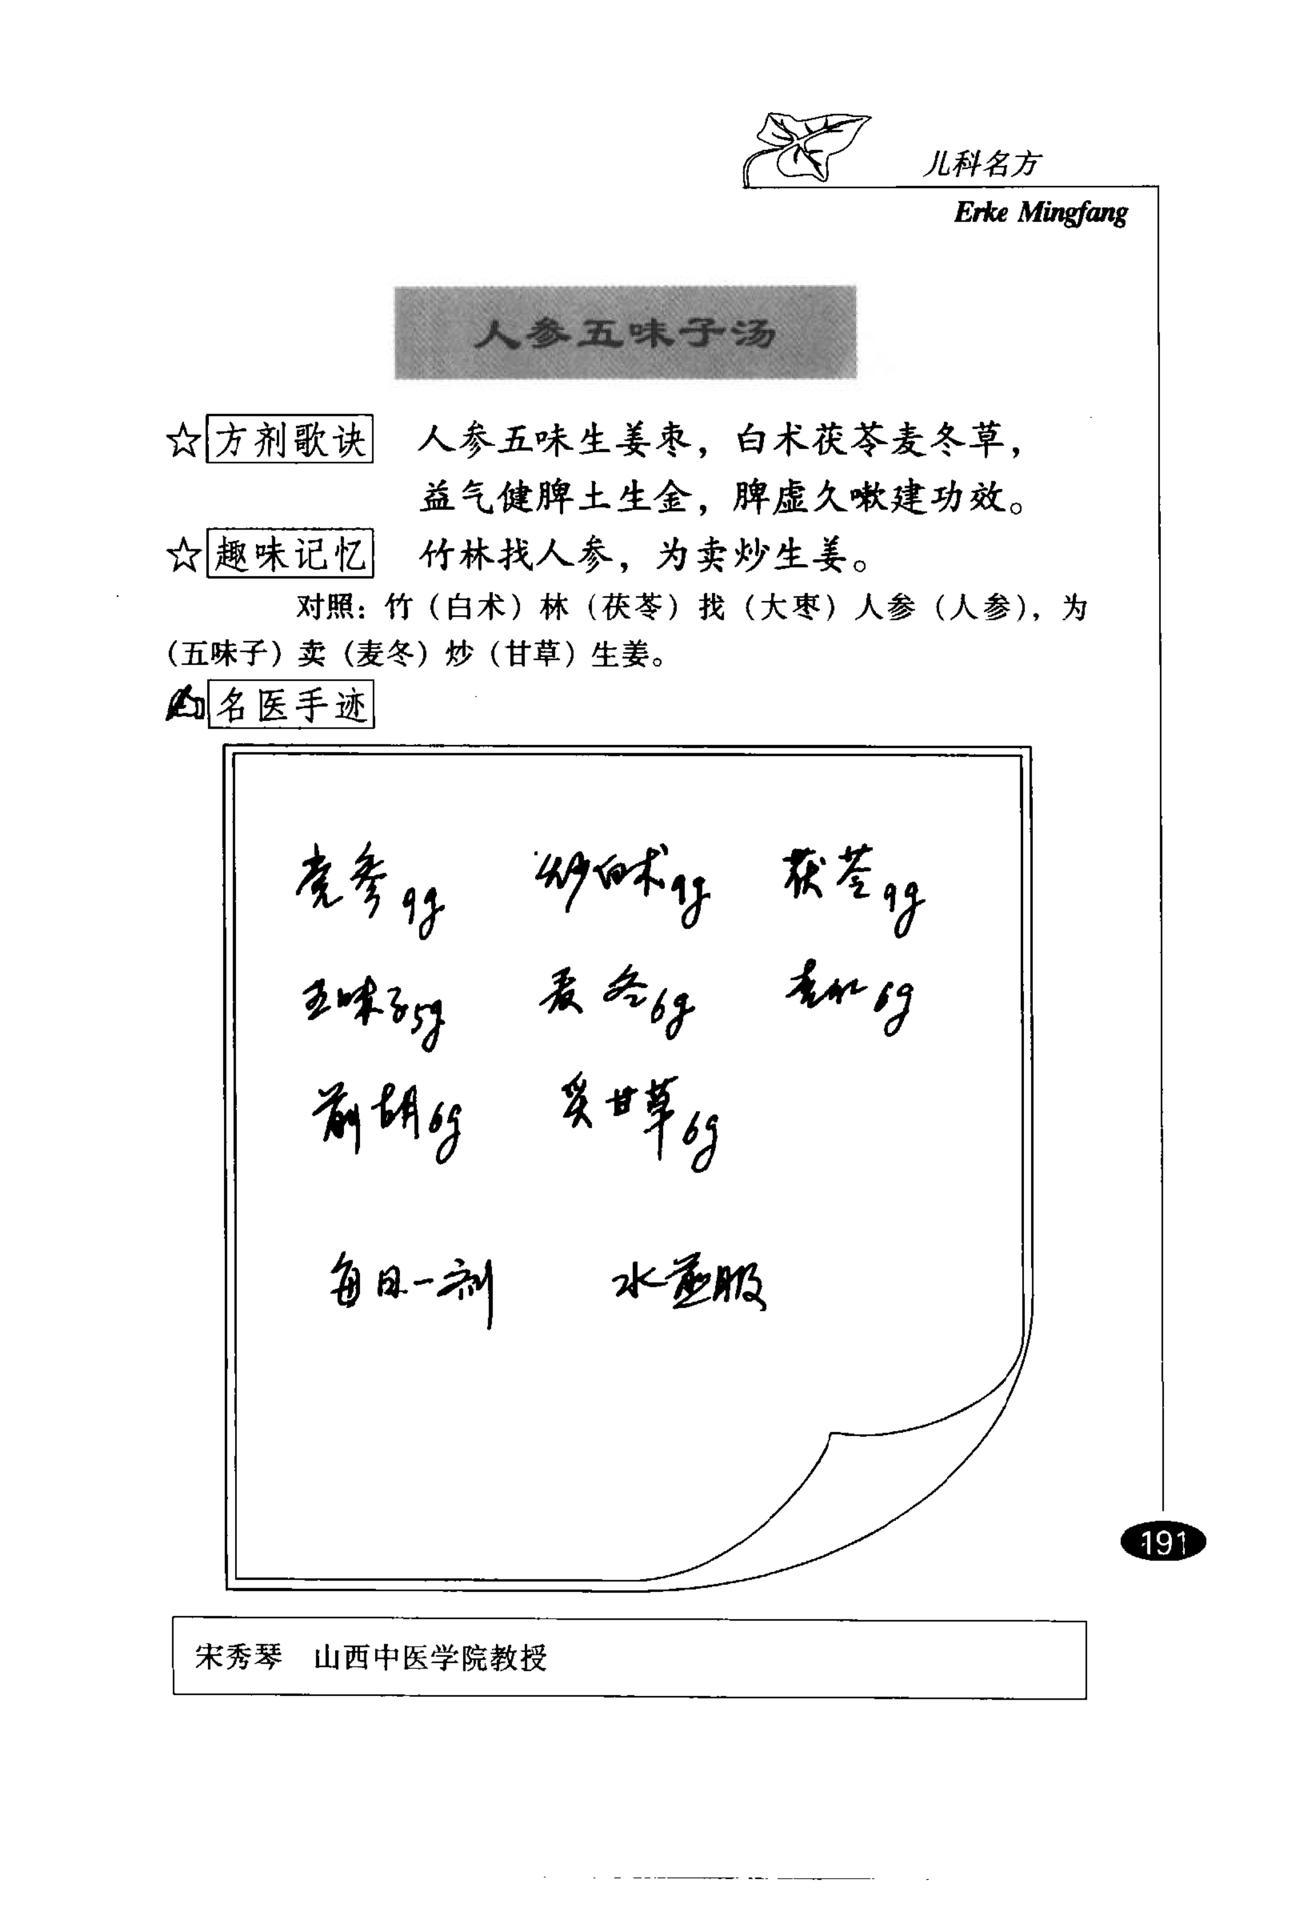 儿科名方
Erke Mingfang
人参五味子汤
☆方剂歌诀 人参五味生姜枣，白术茯苓麦冬草，
益气健脾土生金，脾虚久嗽建功效。
☆趣味记忆 竹林找人参，为卖炒生姜。
对照：竹（白术）林（茯苓）找（大枣）人参（人参），为
（五味子）卖（麦冬）炒（甘草）生姜。
名医手迹
党参9g 炒白术9g 茯苓9g
五味子5g 麦冬6g 杏仁6g
前胡6g 炙甘草6g
每日一剂 水煎服
191
宋秀琴 山西中医学院教授